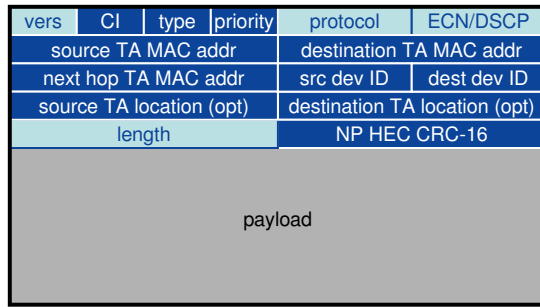 vers CI type priority protocol ECN/DSCP
source TA MAC addr destination TA MAC addr
next hop TA MAC addr src dev ID dest dev ID
source TA location (opt) destination TA location (opt)
length NP HEC CRC-16
payload